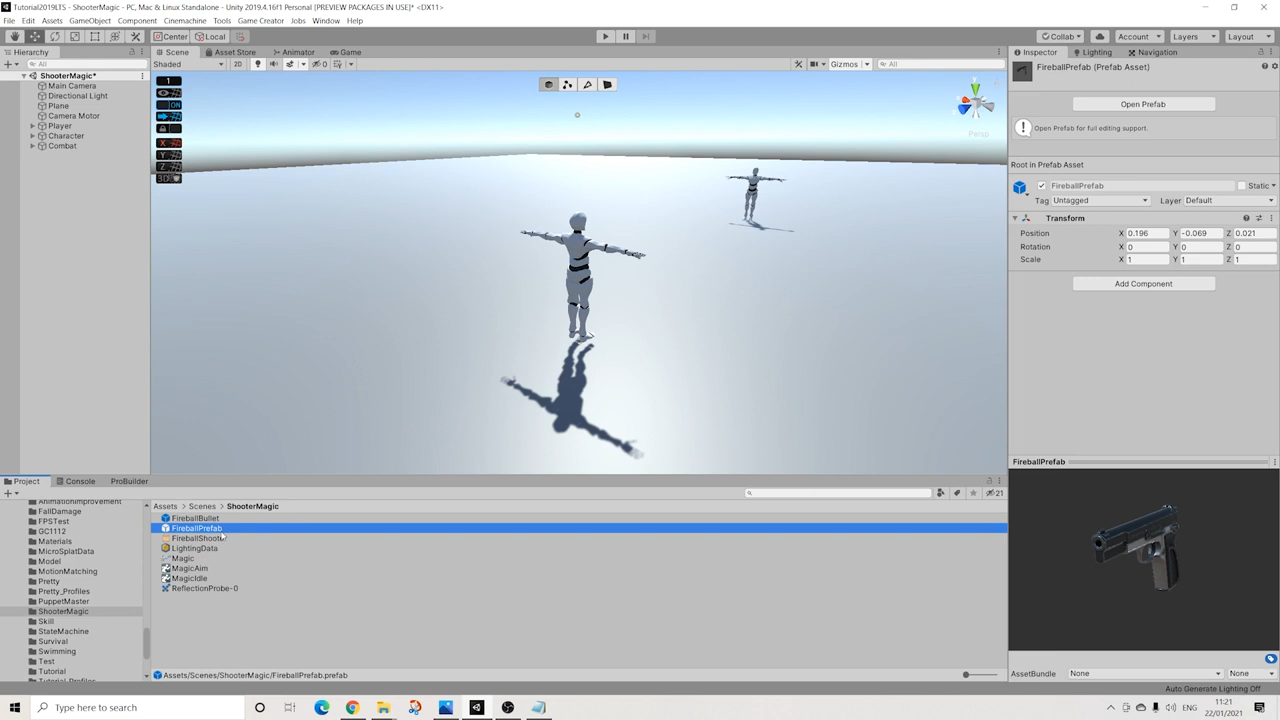 Tutorial2019LTS - ShooterMagic - PC, Mac & Linux Standalone - Unity 2019.4.16f1 Personal [PREVIEW PACKAGES IN USE]* <DX11>
File Edit Assets GameObject Component Cinemachine Tools Game Creator Jobs Window Help
Center Local Collab Account Layers Layout
Hierarchy Scene Asset Store Animator Game Inspector Lighting Navigation
All Shaded 2D 0 Gizmos All FireballPrefab (Prefab Asset)
ShooterMagic*
Main Camera
Directional Light
Plane
Camera Motor
Player
Character
Combat
1
ON
X
Y
Z
3D
Persp
Open Prefab
Open Prefab for full editing support.
Root in Prefab Asset
FireballPrefab Static
Tag Untagged Layer Default
Transform
Position X 0.196 Y -0.069 Z 0.021
Rotation X 0 Y 0 Z 0
Scale X 1 Y 1 Z 1
Add Component
FireballPrefab
Project Console ProBuilder
21
AnimationImprovement
FallDamage
FPSTest
GC1112
Materials
MicroSplatData
Model
MotionMatching
Pretty
Pretty_Profiles
PuppetMaster
ShooterMagic
Skill
StateMachine
Survival
Swimming
Test
Tutorial
Tutorial_Profiles
Assets Scenes ShooterMagic
FireballBullet
FireballPrefab
FireballShooter
LightingData
Magic
MagicAim
MagicIdle
ReflectionProbe-0
Assets/Scenes/ShooterMagic/FireballPrefab.prefab
AssetBundle None None
Auto Generate Lighting Off
Type here to search
11:21
22/01/2021